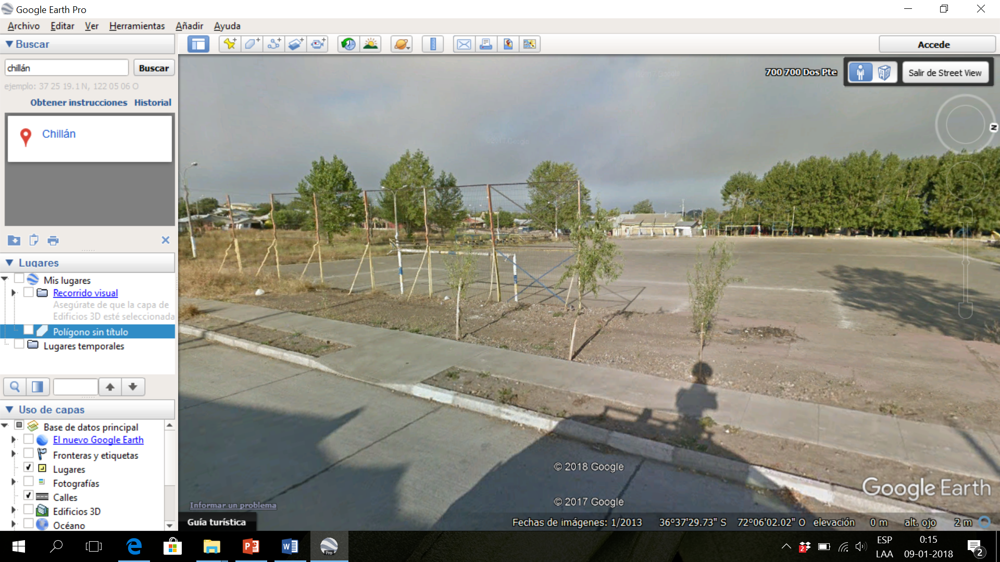 Google Earth Pro
Archivo Editar Ver Herramientas Añadir Ayuda
Buscar
chillán
Buscar
ejemplo: 37 25 19.1 N, 122 05 06 O
Obtener instrucciones Historial
Chillán
Lugares
Mis lugares
Recorrido visual
Asegúrate de que la capa de
Edificios 3D esté seleccionada
Polígono sin título
Lugares temporales
Uso de capas
Base de datos principal
El nuevo Google Earth
Fronteras y etiquetas
Lugares
Fotografías
Calles
Edificios 3D
Océano
Accede
700 700 Dos Pte
Salir de Street View
N
© 2017 Google
© 2018 Google
© 2017 Google
Google Earth
Informar un problema
Guía turística
Fechas de imágenes: 1/2013 36°37'29.73" S 72°06'02.02" O elevación 0 m alt. ojo 2 m
Pro
2
ESP
LAA
0:15
09-01-2018
2